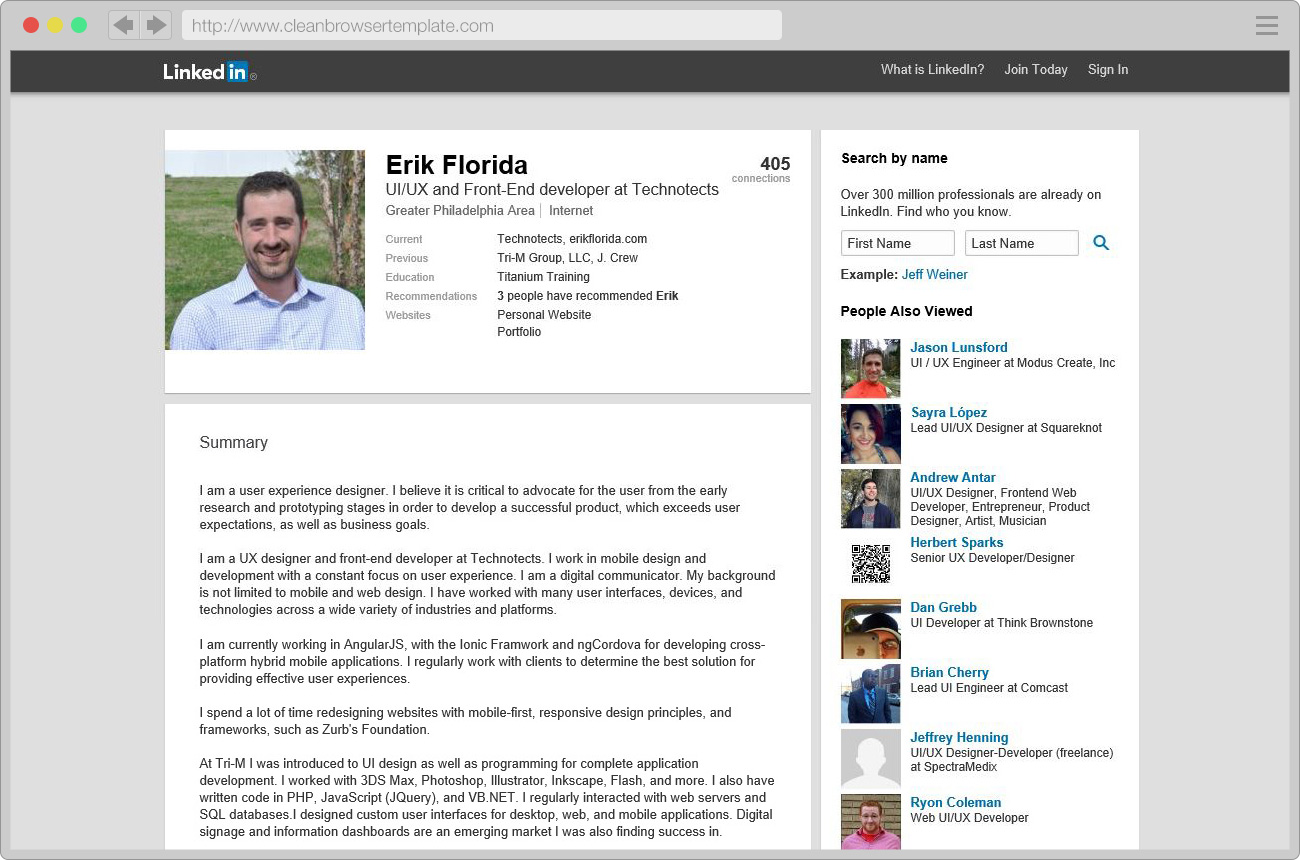 http://www.cleanbrowsertemplate.com
Linked in ®
What is LinkedIn? Join Today Sign In
Erik Florida
405
connections
UI/UX and Front-End developer at Technotects
Greater Philadelphia Area | Internet
Current Technotects, erikflorida.com
Previous Tri-M Group, LLC, J. Crew
Education Titanium Training
Recommendations 3 people have recommended Erik
Websites Personal Website
Portfolio
Summary
I am a user experience designer. I believe it is critical to advocate for the user from the early
research and prototyping stages in order to develop a successful product, which exceeds user
expectations, as well as business goals.
I am a UX designer and front-end developer at Technotects. I work in mobile design and
development with a constant focus on user experience. I am a digital communicator. My background
is not limited to mobile and web design. I have worked with many user interfaces, devices, and
technologies across a wide variety of industries and platforms.
I am currently working in AngularJS, with the Ionic Framwork and ngCordova for developing cross-
platform hybrid mobile applications. I regularly work with clients to determine the best solution for
providing effective user experiences.
I spend a lot of time redesigning websites with mobile-first, responsive design principles, and
frameworks, such as Zurb's Foundation.
At Tri-M I was introduced to UI design as well as programming for complete application
development. I worked with 3DS Max, Photoshop, Illustrator, Inkscape, Flash, and more. I also have
written code in PHP, JavaScript (JQuery), and VB.NET. I regularly interacted with web servers and
SQL databases.I designed custom user interfaces for desktop, web, and mobile applications. Digital
signage and information dashboards are an emerging market I was also finding success in.
Search by name
Over 300 million professionals are already on
LinkedIn. Find who you know.
First Name Last Name
Example: Jeff Weiner
People Also Viewed
Jason Lunsford
UI / UX Engineer at Modus Create, Inc
Sayra López
Lead UI/UX Designer at Squareknot
Andrew Antar
UI/UX Designer, Frontend Web
Developer, Entrepreneur, Product
Designer, Artist, Musician
Herbert Sparks
Senior UX Developer/Designer
Dan Grebb
UI Developer at Think Brownstone
Brian Cherry
Lead UI Engineer at Comcast
Jeffrey Henning
UI/UX Designer-Developer (freelance)
at SpectraMedix
Ryon Coleman
Web UI/UX Developer